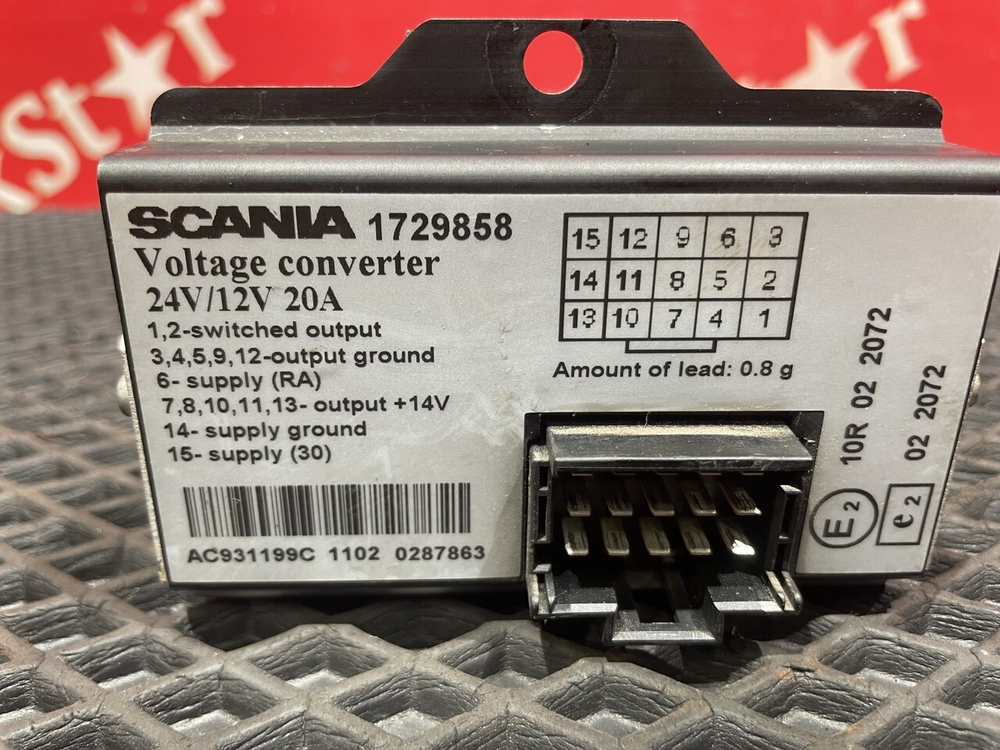 kSt★r
★r
SCANIA 1729858
Voltage converter
24V/12V 20A
1,2-switched output
3,4,5,9,12-output ground
6- supply (RA)
7,8,10,11,13- output +14V
14- supply ground
15- supply (30)
AC931199C 1102 0287863
15 12 9 6 3
14 11 8 5 2
13 10 7 4 1
Amount of lead: 0.8 g
10R 02 2072
02 2072
E2
e2